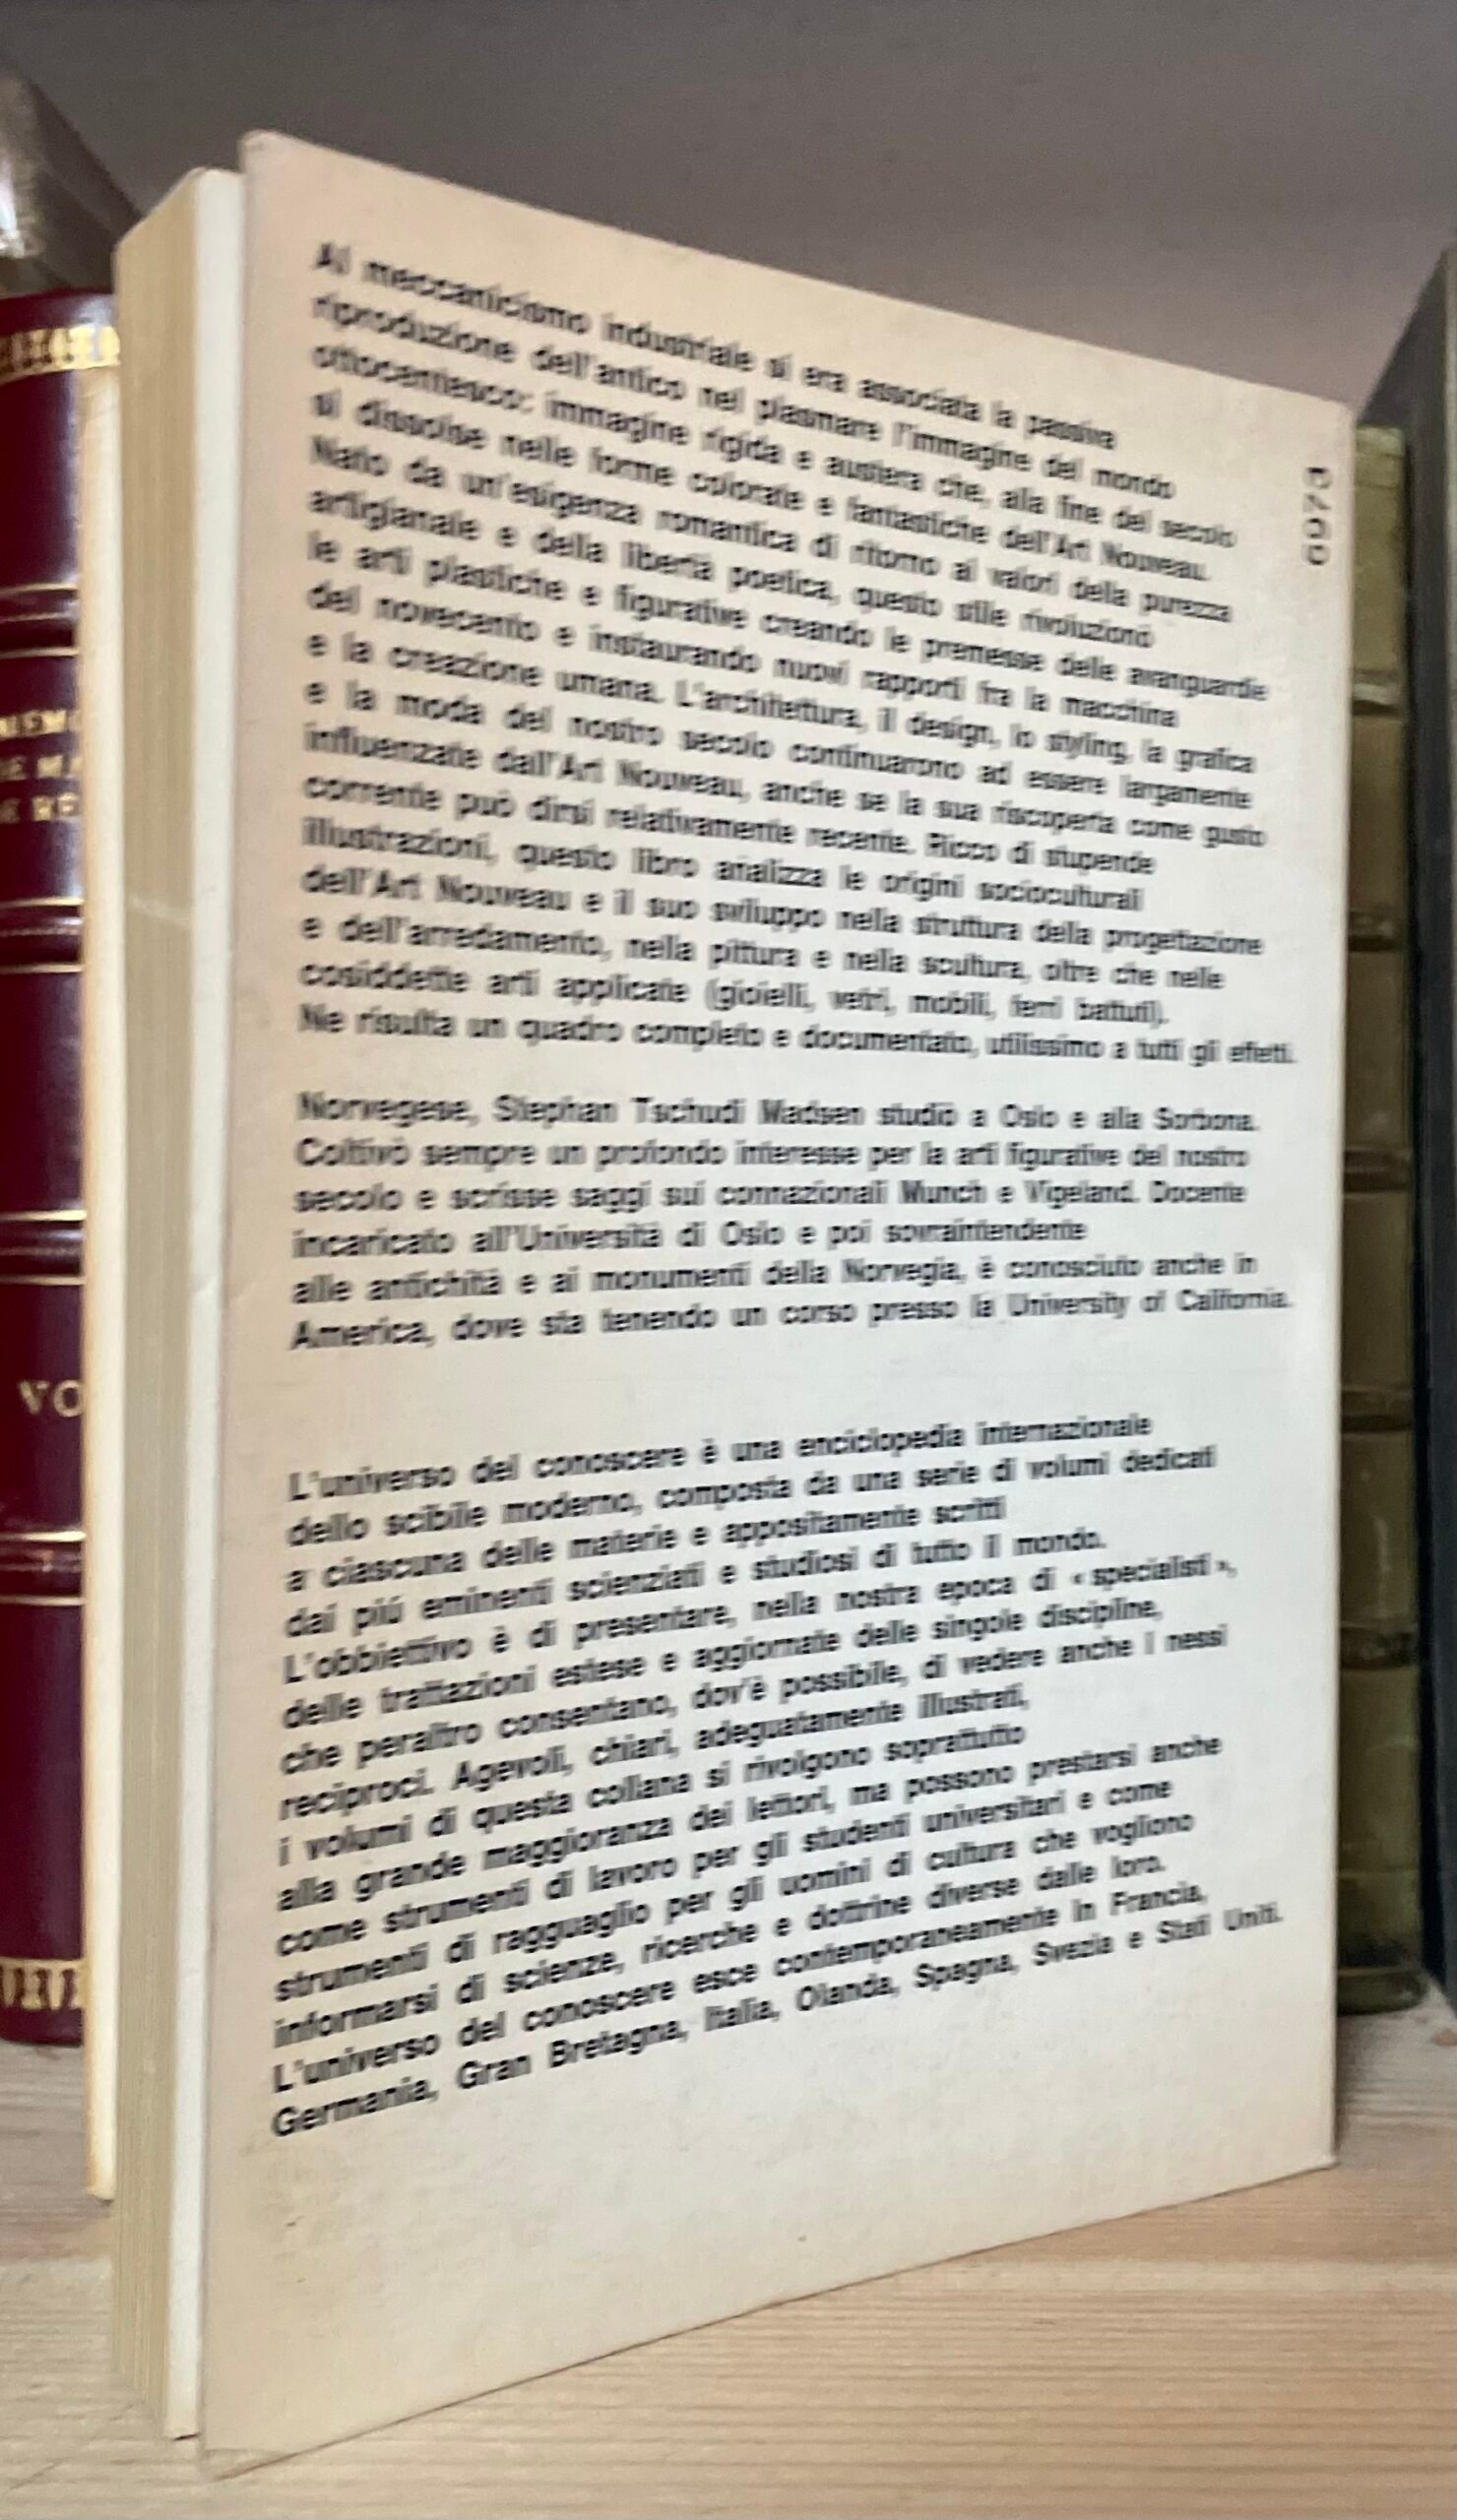 Al meccanicismo industriale si era associata la passiva
riproduzione dell'antico nel plasmare l'immagine del mondo
ottocentesco: immagine rigida e austera che, alla fine del secolo
si dissolse nelle forme colorate e fantastiche dell'Art Nouveau.
Nato da un'esigenza romantica di ritorno ai valori della purezza
artigianale e della libertà poetica, questo stile rivoluzionò
le arti plastiche e figurative creando le premesse delle avanguardie
del novecento e instaurando nuovi rapporti fra la macchina
e la creazione umana. L'architettura, il design, lo styling, la grafica
e la moda del nostro secolo continuarono ad essere largamente
influenzate dall'Art Nouveau, anche se la sua riscoperta come gusto
corrente può dirsi relativamente recente. Ricco di stupende
illustrazioni, questo libro analizza le origini socioculturali
dell'Art Nouveau e il suo sviluppo nella struttura della progettazione
e dell'arredamento, nella pittura e nella scultura, oltre che nelle
cosiddette arti applicate (gioielli, vetri, mobili, ferri battuti).
Ne risulta un quadro completo e documentato, utilissimo a tutti gli effetti.
Norvegese, Stephan Tschudi Madsen studiò a Oslo e alla Sorbona.
Coltivò sempre un profondo interesse per la arti figurative del nostro
secolo e scrisse saggi sui connazionali Munch e Vigeland. Docente
incaricato all'Università di Oslo e poi sovraintendente
alle antichità e ai monumenti della Norvegia, è conosciuto anche in
America, dove sta tenendo un corso presso la University of California.
L'universo del conoscere è una enciclopedia internazionale
dello scibile moderno, composta da una serie di volumi dedicati
a ciascuna delle materie e appositamente scritti
dai piú eminenti scienziati e studiosi di tutto il mondo.
L'obbiettivo è di presentare, nella nostra epoca di « specialisti »,
delle trattazioni estese e aggiornate delle singole discipline,
che peraltro consentano, dov'è possibile, di vedere anche i nessi
reciproci. Agevoli, chiari, adeguatamente illustrati,
i volumi di questa collana si rivolgono soprattutto
alla grande maggioranza dei lettori, ma possono prestarsi anche
come strumenti di lavoro per gli studenti universitari e come
strumenti di ragguaglio per gli uomini di cultura che vogliono
informarsi di scienze, ricerche e dottrine diverse dalle loro.
L'universo del conoscere esce contemporaneamente in Francia,
Germania, Gran Bretagna, Italia, Olanda, Spagna, Svezia e Stati Uniti.
VO